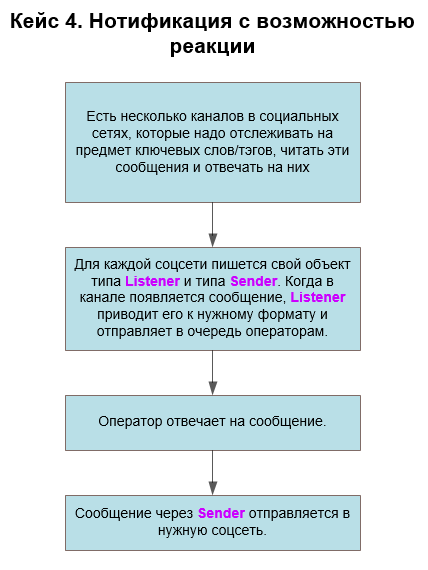 Кейс 4. Нотификация с возможностью
реакции
Есть несколько каналов в социальных
сетях, которые надо отслеживать на
предмет ключевых слов/тэгов, читать эти
сообщения и отвечать на них
Для каждой соцсети пишется свой объект
типа Listener и типа Sender. Когда в
канале появляется сообщение, Listener
приводит его к нужному формату и
отправляет в очередь операторам.
Оператор отвечает на сообщение.
Сообщение через Sender отправляется в
нужную соцсеть.